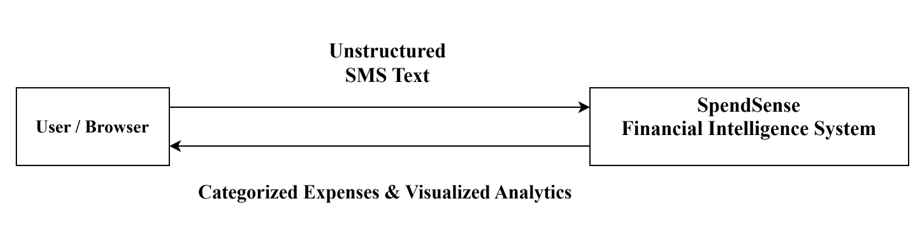 Unstructured
SMS Text
User / Browser
SpendSense
Financial Intelligence System
Categorized Expenses & Visualized Analytics